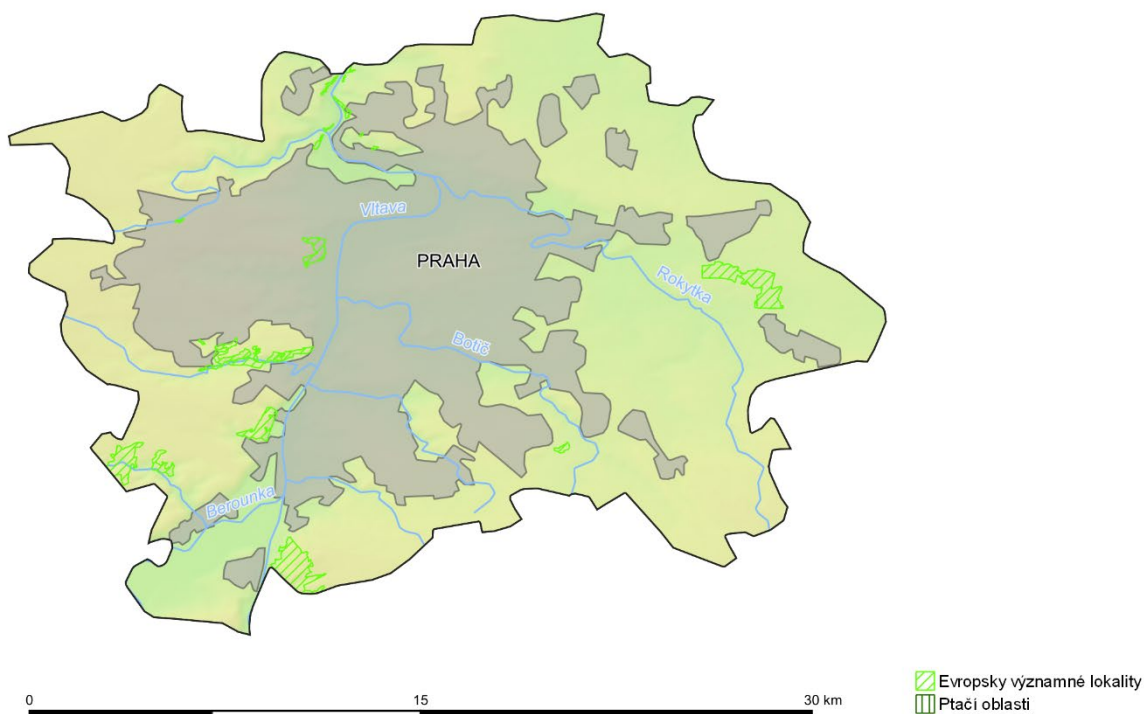 Vltava
PRAHA
Rokytka
Botič
Berounka
0 15 30 km
Evropsky významné lokality
Ptačí oblasti